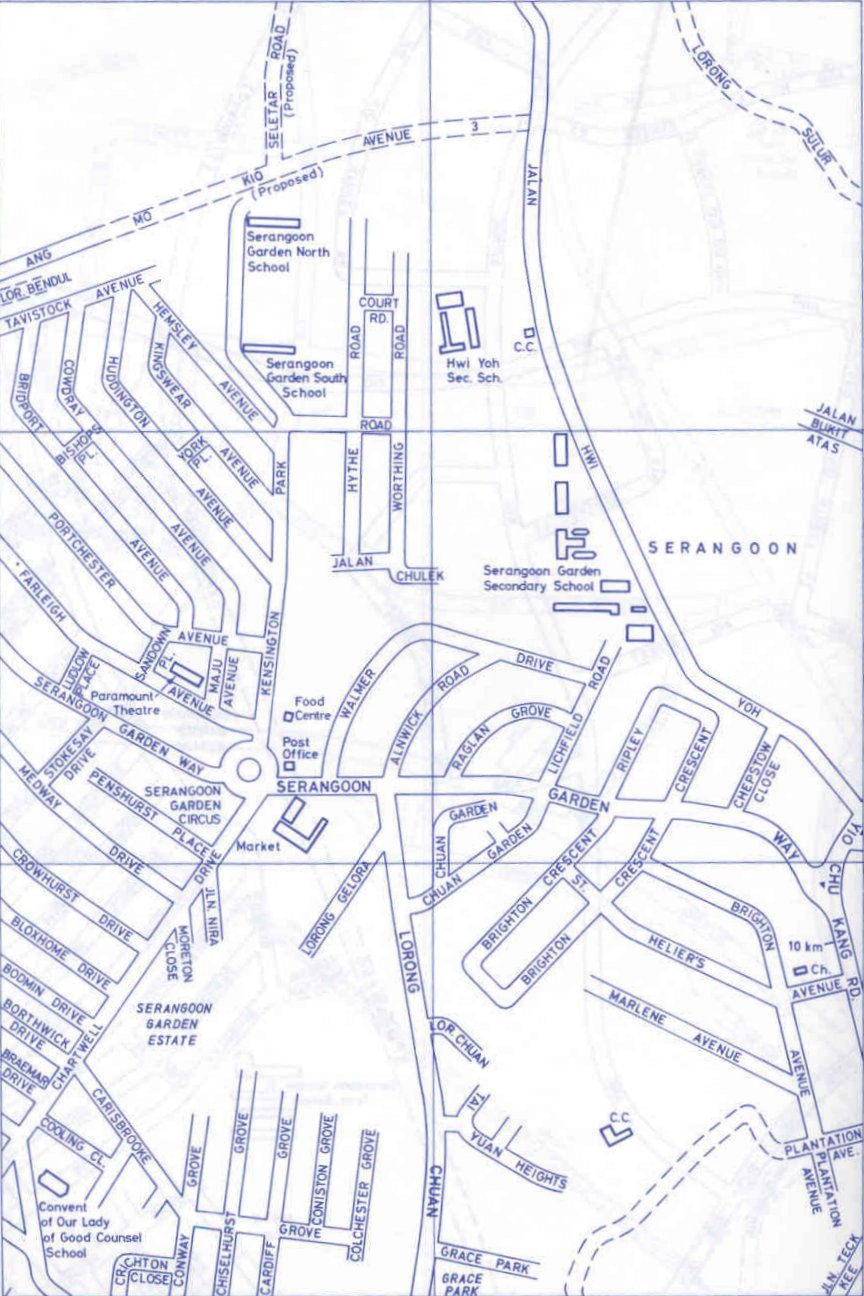 SELETAR ROAD
(Proposed)
LORONG SULUR
ANG MO KIO AVENUE 3
(Proposed)
LOR. BENDUL
TAVISTOCK AVENUE
Serangoon
Garden North
School
JALAN
HEMSLEY AVENUE
COURT
RD.
ROAD
ROAD
C.C.
Hwi Yoh
Sec. Sch.
Serangoon
Garden South
School
BRIDPORT
COWDRAY
HUDDINGTON
KINGSWEAR
AVENUE
BISHOPS
PL.
YORK
PL.
AVENUE
AVENUE
AVENUE
JALAN
BUKIT
ATAS
PARK
ROAD
HYTHE
WORTHING
HWI
SERANGOON
PORTCHESTER
FARLEIGH
JALAN
CHULEK
Serangoon Garden
Secondary School
AVENUE
SANDOWN
PL.
LUDLOW
PLACE
MAJU
AVENUE
KENSINGTON
Paramount
Theatre
AVENUE
SERANGOON GARDEN WAY
WALMER DRIVE
ALNWICK ROAD
RAGLAN GROVE
LICHFIELD ROAD
YOH
Food
Centre
Post
Office
STOKESAY
DRIVE
RIPLEY
CRESCENT
CHEPSTOW
CLOSE
MEDWAY DRIVE
PENSHURST PLACE
SERANGOON
GARDEN
CIRCUS
SERANGOON GARDEN WAY
Market
CHUAN
GARDEN
CHUAN GARDEN
YIO
CHU
KANG
RD.
CROWHURST DRIVE
DRIVE
JLN. NIRA
LORONG GELORA
BRIGHTON CRESCENT
BRIGHTON CRESCENT
ST.
HELIER'S
BRIGHTON
AVENUE
10 km
Ch.
AVENUE
BLOXHOME DRIVE
MORETON
CLOSE
LORONG
BODMIN DRIVE
BORTHWICK
DRIVE
BRAEMAR
DRIVE
CHARTWELL
SERANGOON
GARDEN
ESTATE
LOR. CHUAN
MARLENE AVENUE
CARISBROOKE
COOLING CL.
TAI
YUAN HEIGHTS
C.C.
PLANTATION
AVE.
PLANTATION
AVENUE
GROVE
GROVE
GROVE
CONISTON GROVE
COLCHESTER GROVE
CHUAN
Convent
of Our Lady
of Good Counsel
School
CRICHTON
CLOSE
CONWAY
CHISELHURST
CARDIFF
GROVE
GRACE PARK
GRACE
PARK
JLN. TECK
KEE